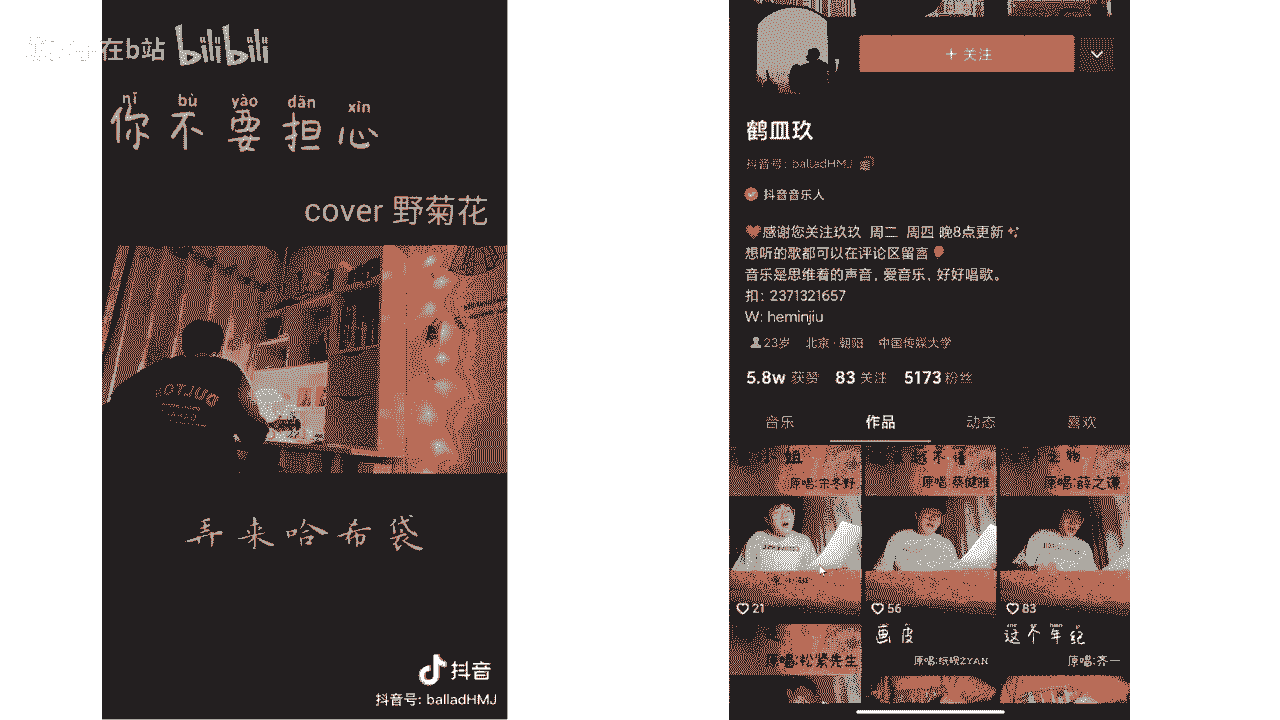 在b站 bilibili
nǐ bù yào dān xīn
你不要担心
cover 野菊花
弄来哈布袋
抖音
抖音号: balladHMJ
+ 关注
鹤皿玖
抖音号: balladHMJ
抖音音乐人
感谢您关注玖玖 周二 周四 晚8点更新
想听的歌都可以在评论区留言
音乐是思维着的声音, 爱音乐, 好好唱歌。
扣: 2371321657
W: heminjiu
23岁 北京·朝阳 中国传媒大学
5.8w 获赞 83 关注 5173 粉丝
音乐 作品 动态 喜欢
原唱:宋冬野 原唱:蔡健雅 原唱:薛之谦
21 56 83
画皮 这个年纪
原唱:松紧先生 原唱:纸砚ZYAN 原唱:齐一